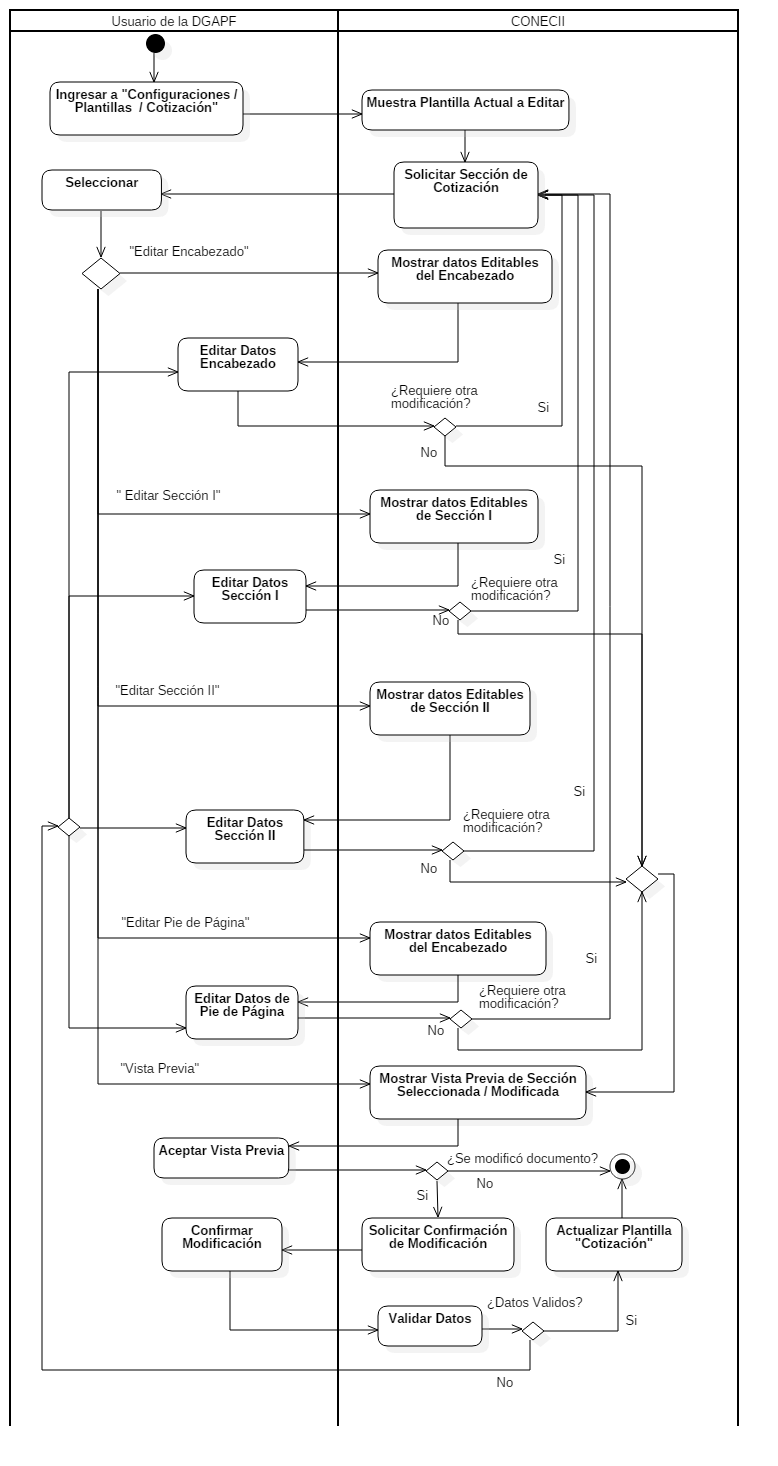 Usuario de la DGAPF
CONECII
Ingresar a "Configuraciones /
Plantillas / Cotización"
Muestra Plantilla Actual a Editar
Seleccionar
Solicitar Sección de
Cotización
"Editar Encabezado"
Mostrar datos Editables
del Encabezado
Editar Datos
Encabezado
¿Requiere otra
modificación?
Si
No
" Editar Sección I"
Mostrar datos Editables
de Sección I
Si
Editar Datos
Sección I
¿Requiere otra
modificación?
No
"Editar Sección II"
Mostrar datos Editables
de Sección II
Si
Editar Datos
Sección II
¿Requiere otra
modificación?
No
"Editar Pie de Página"
Mostrar datos Editables
del Encabezado
Si
Editar Datos de
Pie de Página
¿Requiere otra
modificación?
No
"Vista Previa"
Mostrar Vista Previa de Sección
Seleccionada / Modificada
Aceptar Vista Previa
¿Se modificó documento?
No
Si
Confirmar
Modificación
Solicitar Confirmación
de Modificación
Actualizar Plantilla
"Cotización"
Validar Datos
¿Datos Validos?
Si
No